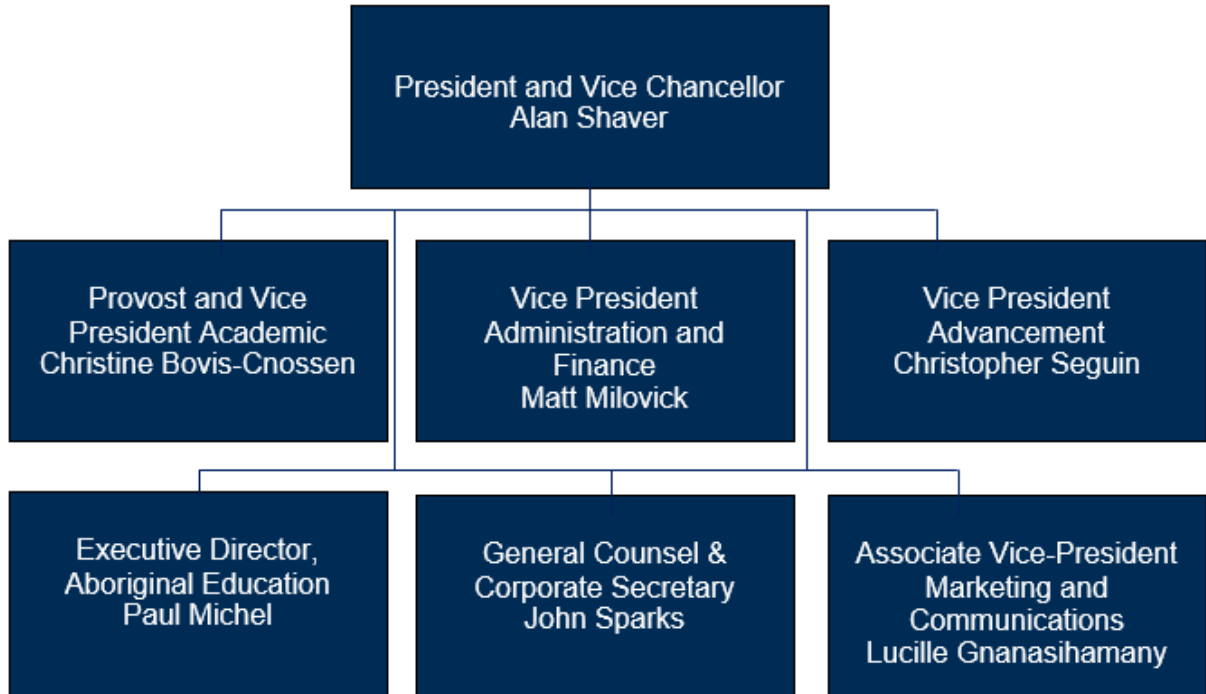 President and Vice Chancellor
Alan Shaver
Provost and Vice
President Academic
Christine Bovis-Cnossen
Vice President
Administration and
Finance
Matt Milovick
Vice President
Advancement
Christopher Seguin
Executive Director,
Aboriginal Education
Paul Michel
General Counsel &
Corporate Secretary
John Sparks
Associate Vice-President
Marketing and
Communications
Lucille Gnanasihamany